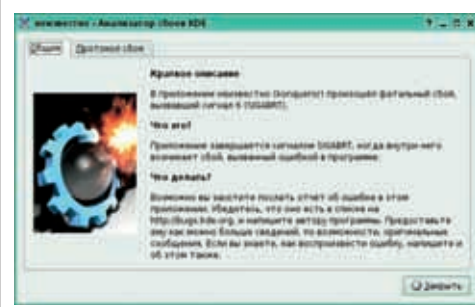 неизвестно - Анализатор сбоев KDE
Общие Протокол сбоя
Краткое описание
В приложении неизвестно (konqueror) произошёл фатальный сбой,
вызвавший сигнал 6 (SIGABRT).
Что это?
Приложение завершается сигналом SIGABRT, когда внутри него
возникает сбой, вызванный ошибкой в программе.
Что делать?
Возможно вы захотите послать отчёт об ошибке в этом
приложении. Убедитесь, что оно есть в списке на
http://bugs.kde.org, и напишите автору программы. Предоставьте
ему как можно больше сведений, по возможности, оригинальные
сообщения. Если вы знаете, как воспроизвести ошибку, напишите и
об этом также.
Закрыть